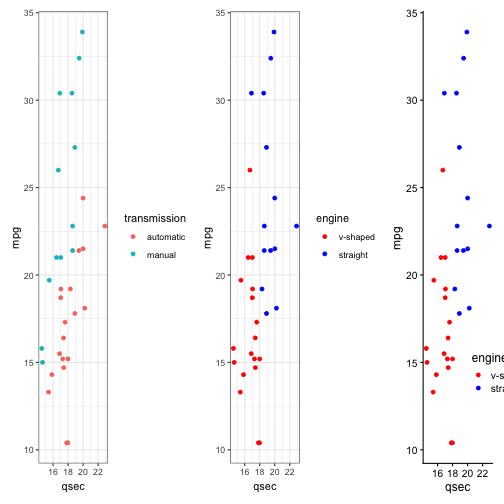 35
30
25
20
15
10
mpg
16 18 20 22
qsec
transmission
automatic
manual
35
30
25
20
15
10
mpg
16 18 20 22
qsec
engine
v-shaped
straight
35
30
25
20
15
10
mpg
16 18 20 22
qsec
engine
v-s
stra